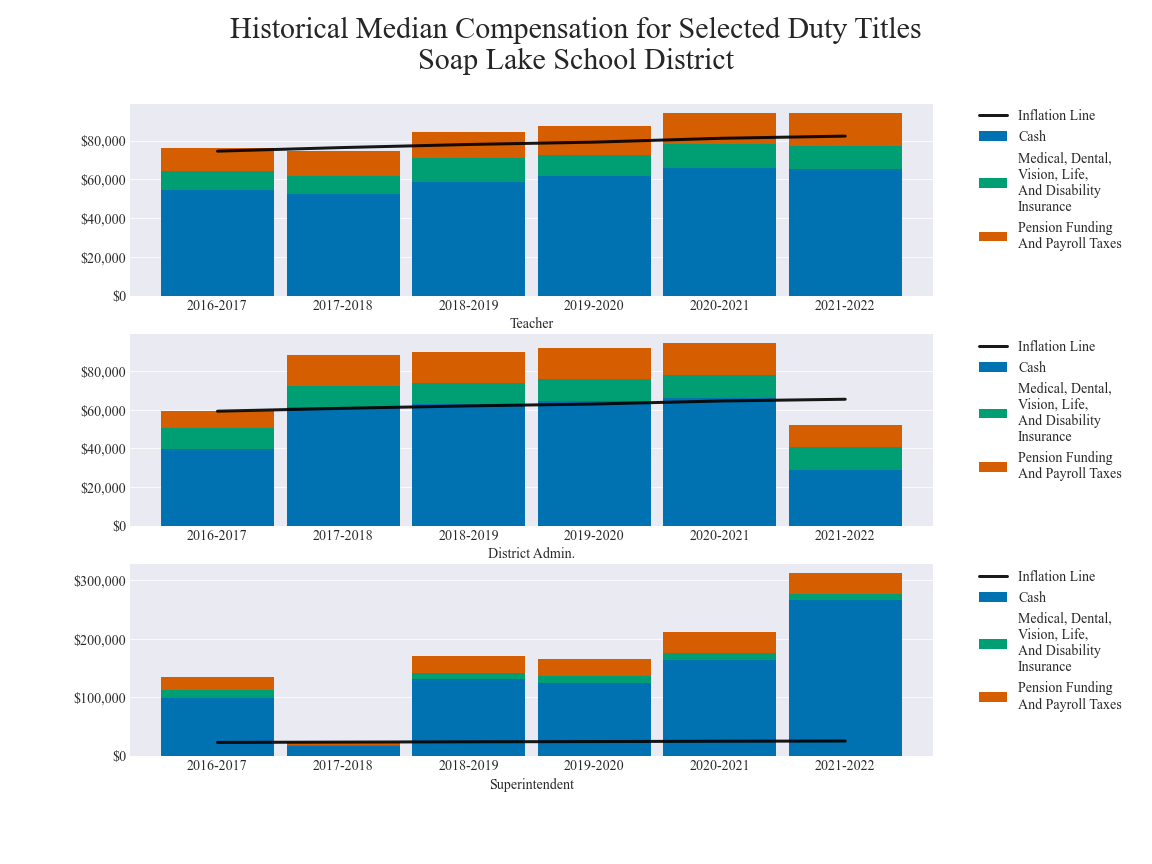 Historical Median Compensation for Selected Duty Titles
Soap Lake School District
$80,000
$60,000
$40,000
$20,000
$0
2016-2017 2017-2018 2018-2019 2019-2020 2020-2021 2021-2022
Teacher
Inflation Line
Cash
Medical, Dental,
Vision, Life,
And Disability
Insurance
Pension Funding
And Payroll Taxes
$80,000
$60,000
$40,000
$20,000
$0
2016-2017 2017-2018 2018-2019 2019-2020 2020-2021 2021-2022
District Admin.
Inflation Line
Cash
Medical, Dental,
Vision, Life,
And Disability
Insurance
Pension Funding
And Payroll Taxes
$300,000
$200,000
$100,000
$0
2016-2017 2017-2018 2018-2019 2019-2020 2020-2021 2021-2022
Superintendent
Inflation Line
Cash
Medical, Dental,
Vision, Life,
And Disability
Insurance
Pension Funding
And Payroll Taxes